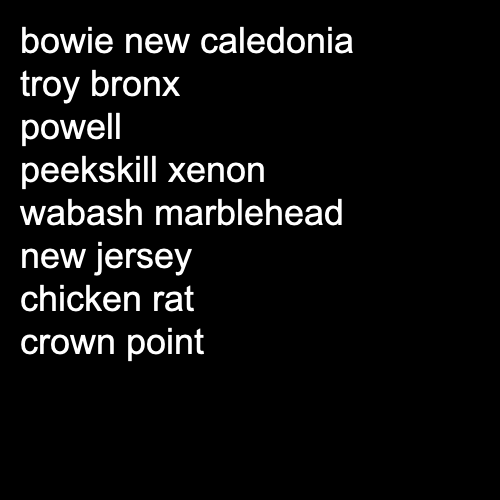 bowie new caledonia
troy bronx
powell
peekskill xenon
wabash marblehead
new jersey
chicken rat
crown point